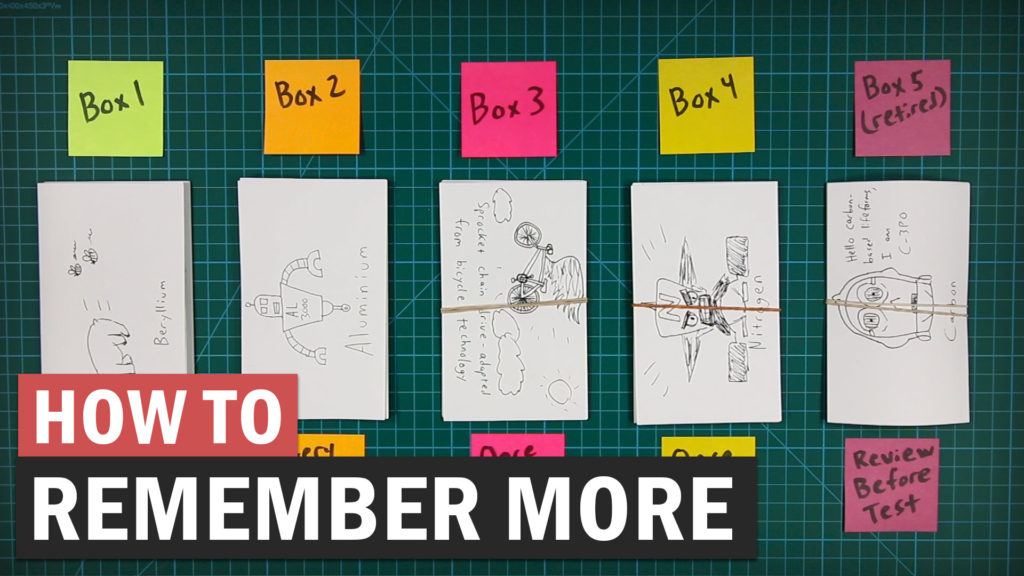 Box 1
Box 2
Box 3
Box 4
Box 5
(retired)
Beryllium
AL
3000
Aluminium
Sprocket chain drive adapted
from bicycle technology
N
Nitrogen
Hello carbon-
based lifeforms,
I am
C-3PO
Carbon
HOW TO
REMEMBER MORE
Review
Before
Test